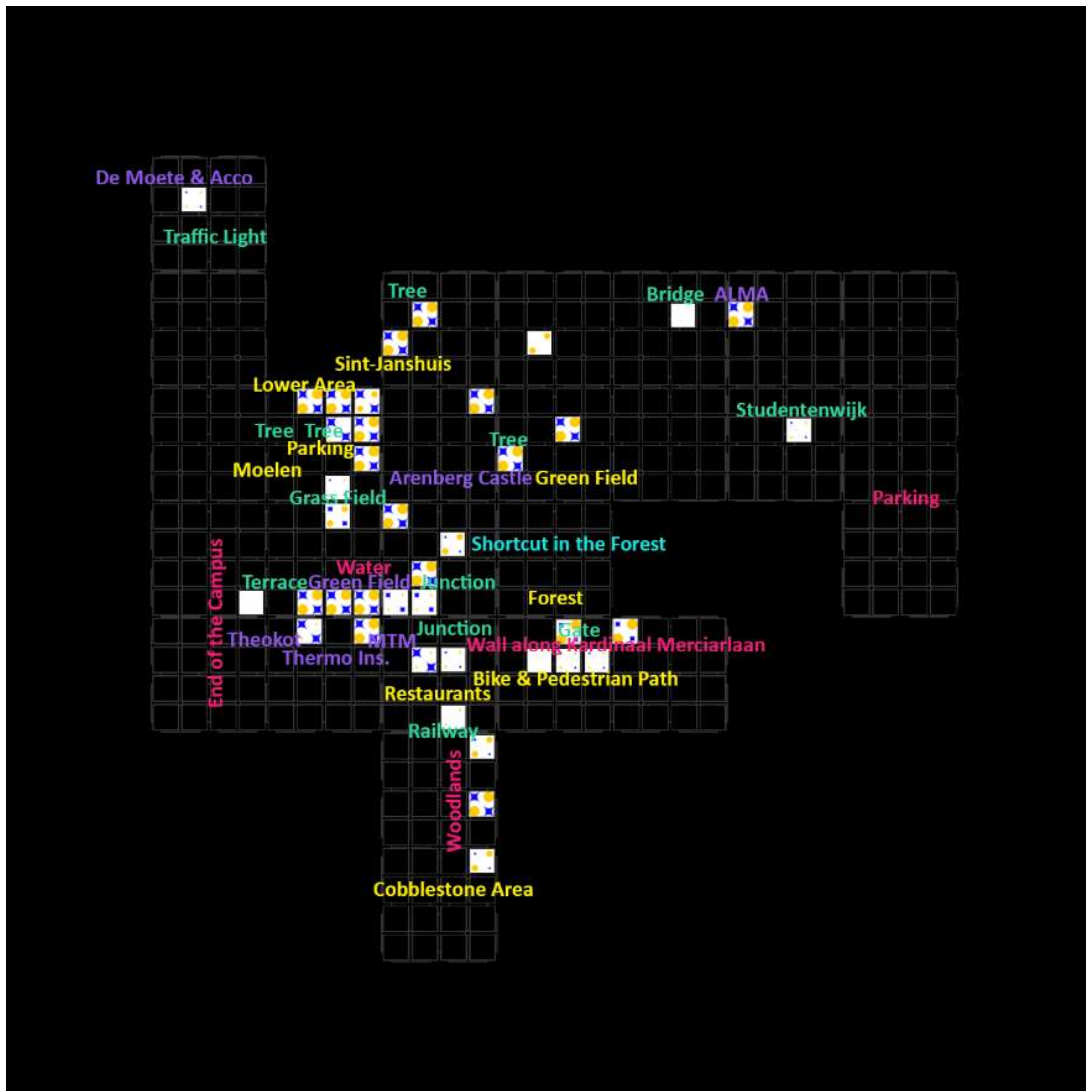 De Moete & Acco
Traffic Light
Tree
Bridge
ALMA
Sint-Janshuis
Lower Area
Studentenwijk
Tree
Tree
Tree
Parking
Moelen
Arenberg Castle
Green Field
Grass Field
Parking
Shortcut in the Forest
End of the Campus
Water
Terrace
Green Field
Junction
Forest
Junction
Gate
Theokot
MTM
Wall along Kardinaal Merciarlaan
Thermo Ins.
Bike & Pedestrian Path
Restaurants
Railway
Woodlands
Cobblestone Area